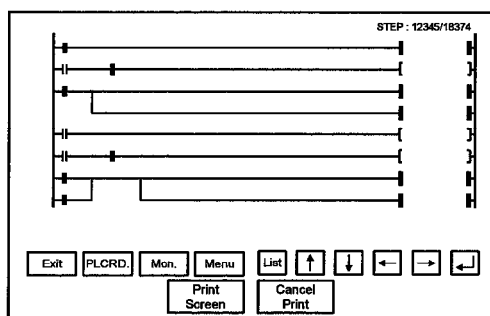 STEP : 12345/18374
Exit PLCRD. Mon. Menu List ↑ ↓ ← → ↵
Print Screen
Cancel Print